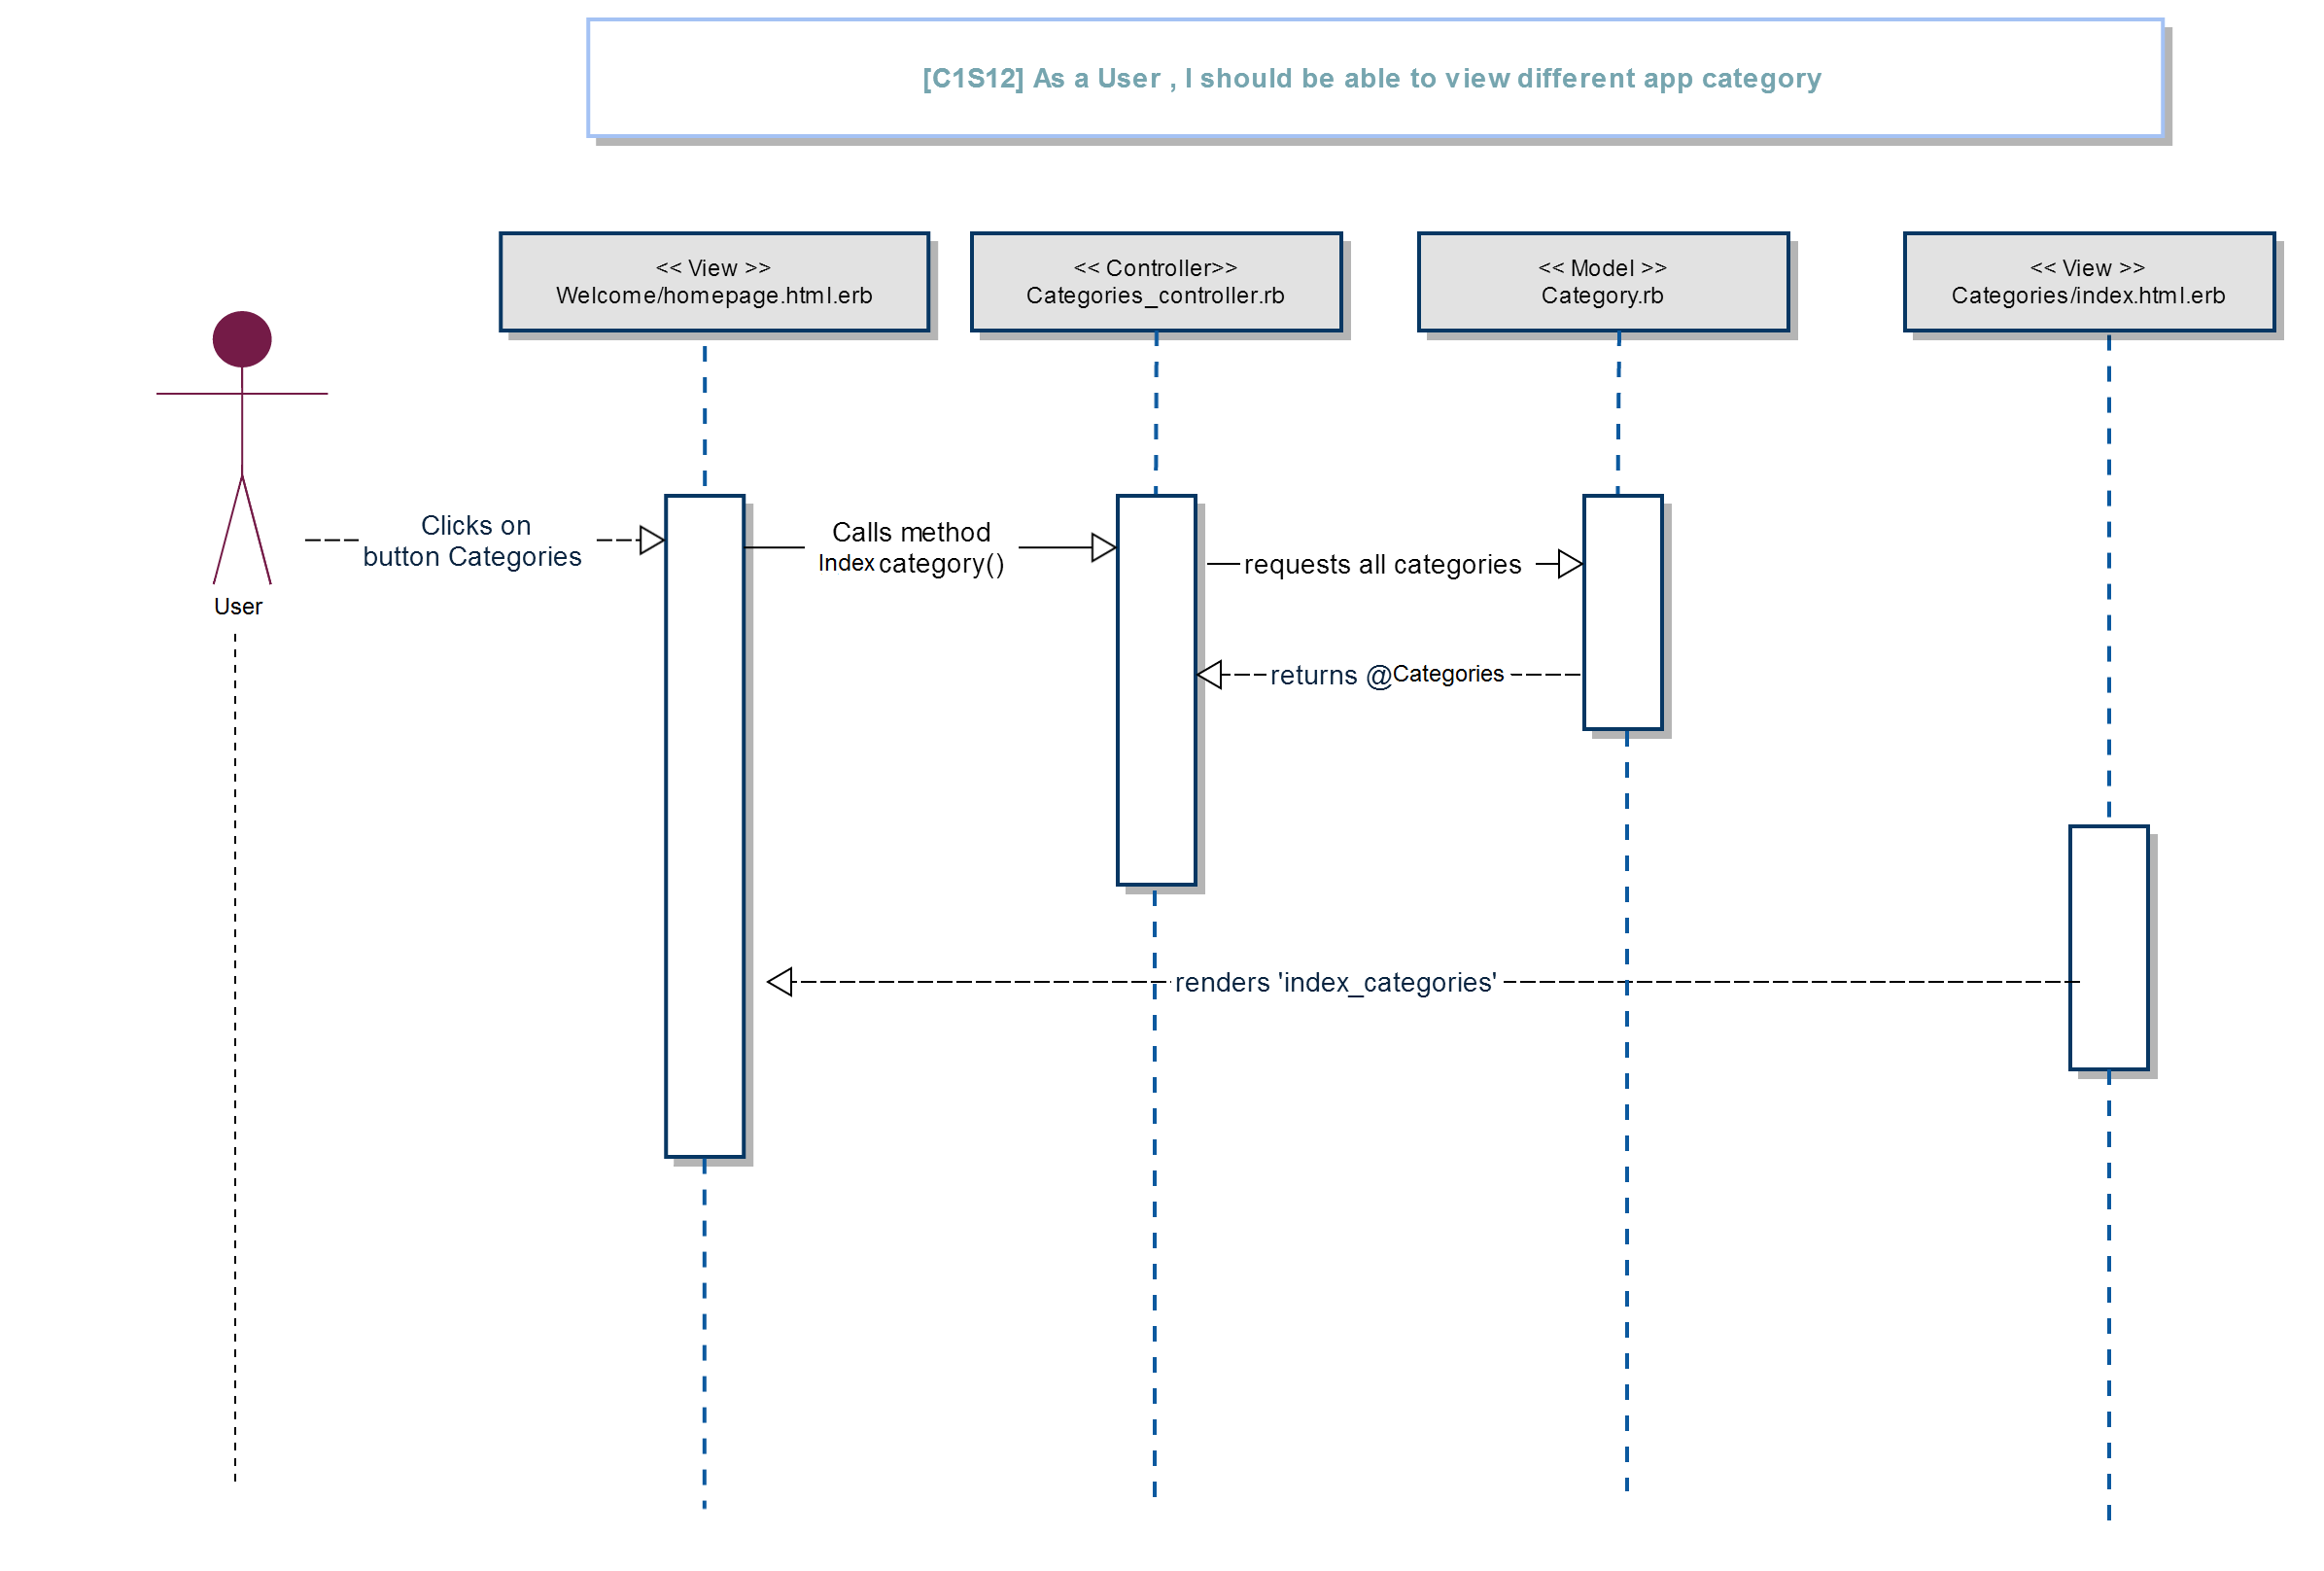 [C1S12] As a User , I should be able to view different app category
<< View >>
Welcome/homepage.html.erb
<< Controller>>
Categories_controller.rb
<< Model >>
Category.rb
<< View >>
Categories/index.html.erb
Clicks on
button Categories
Calls method
Index category()
requests all categories
User
returns @Categories
renders 'index_categories'